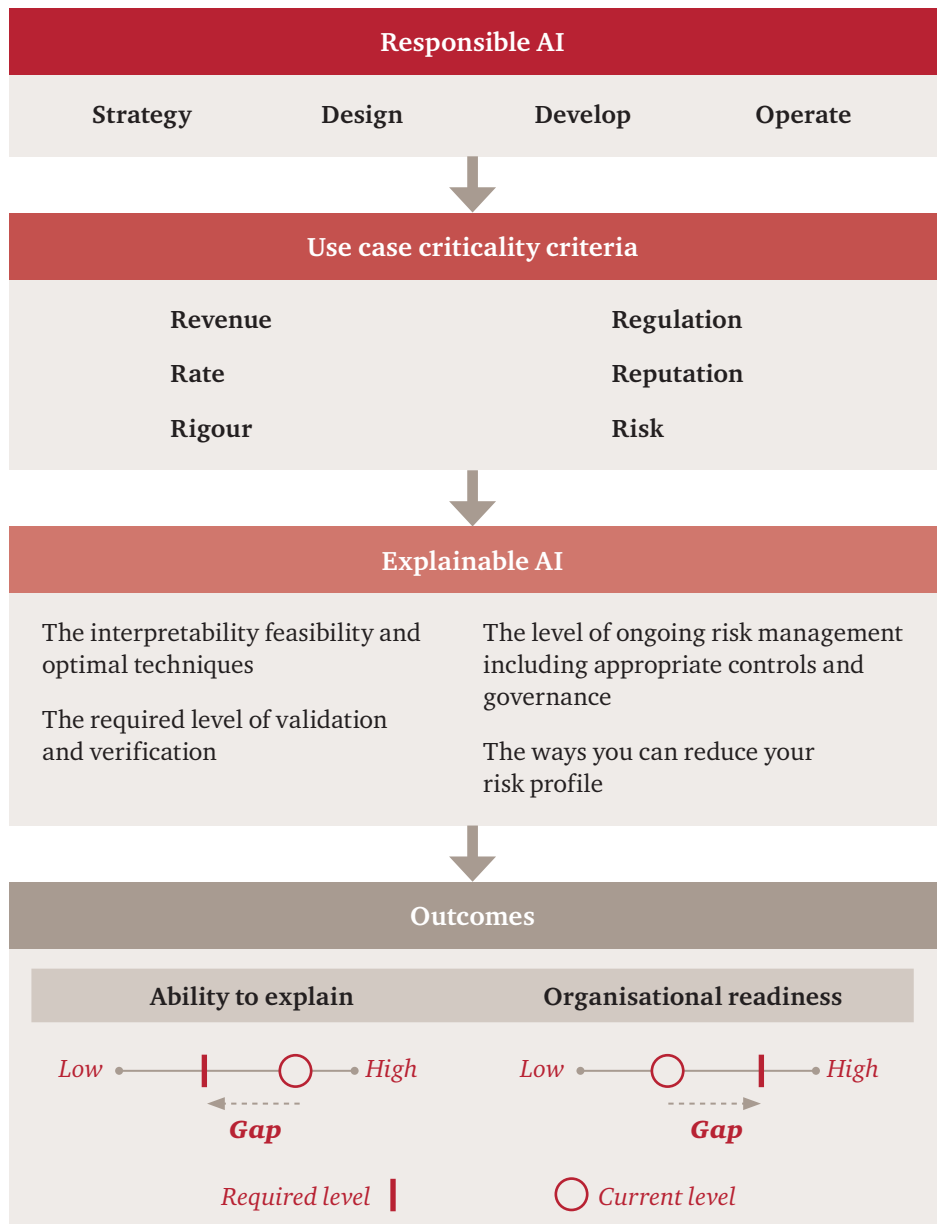 Responsible AI
Strategy
Design
Develop
Operate
Use case criticality criteria
Revenue
Rate
Rigour
Regulation
Reputation
Risk
Explainable AI
The interpretability feasibility and
optimal techniques
The required level of validation
and verification
The level of ongoing risk management
including appropriate controls and
governance
The ways you can reduce your
risk profile
Outcomes
Ability to explain
Low
High
Gap
Organisational readiness
Low
High
Gap
Required level
Current level